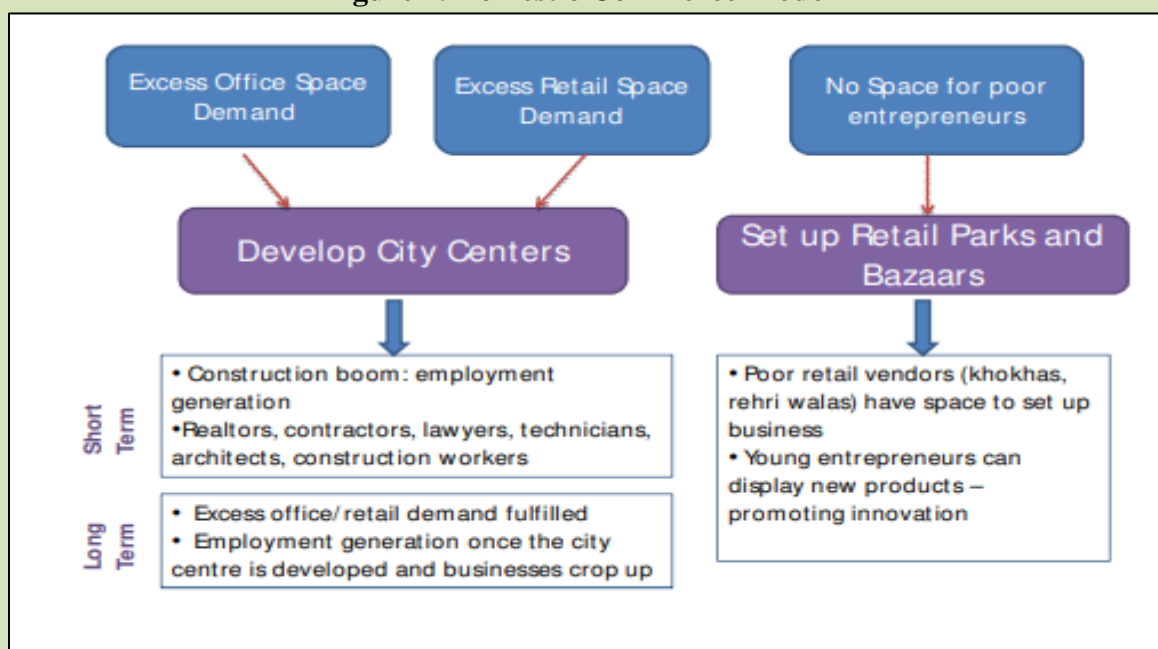 Excess Office Space
Demand
Excess Retail Space
Demand
No Space for poor
entrepreneurs
Develop City Centers
Set up Retail Parks and
Bazaars
Short
Term
• Construction boom: employment
generation
•Realtors, contractors, lawyers, technicians,
architects, construction workers
Long
Term
• Excess office/ retail demand fulfilled
• Employment generation once the city
centre is developed and businesses crop up
• Poor retail vendors (khokhas,
rehri walas) have space to set up
business
• Young entrepreneurs can
display new products –
promoting innovation